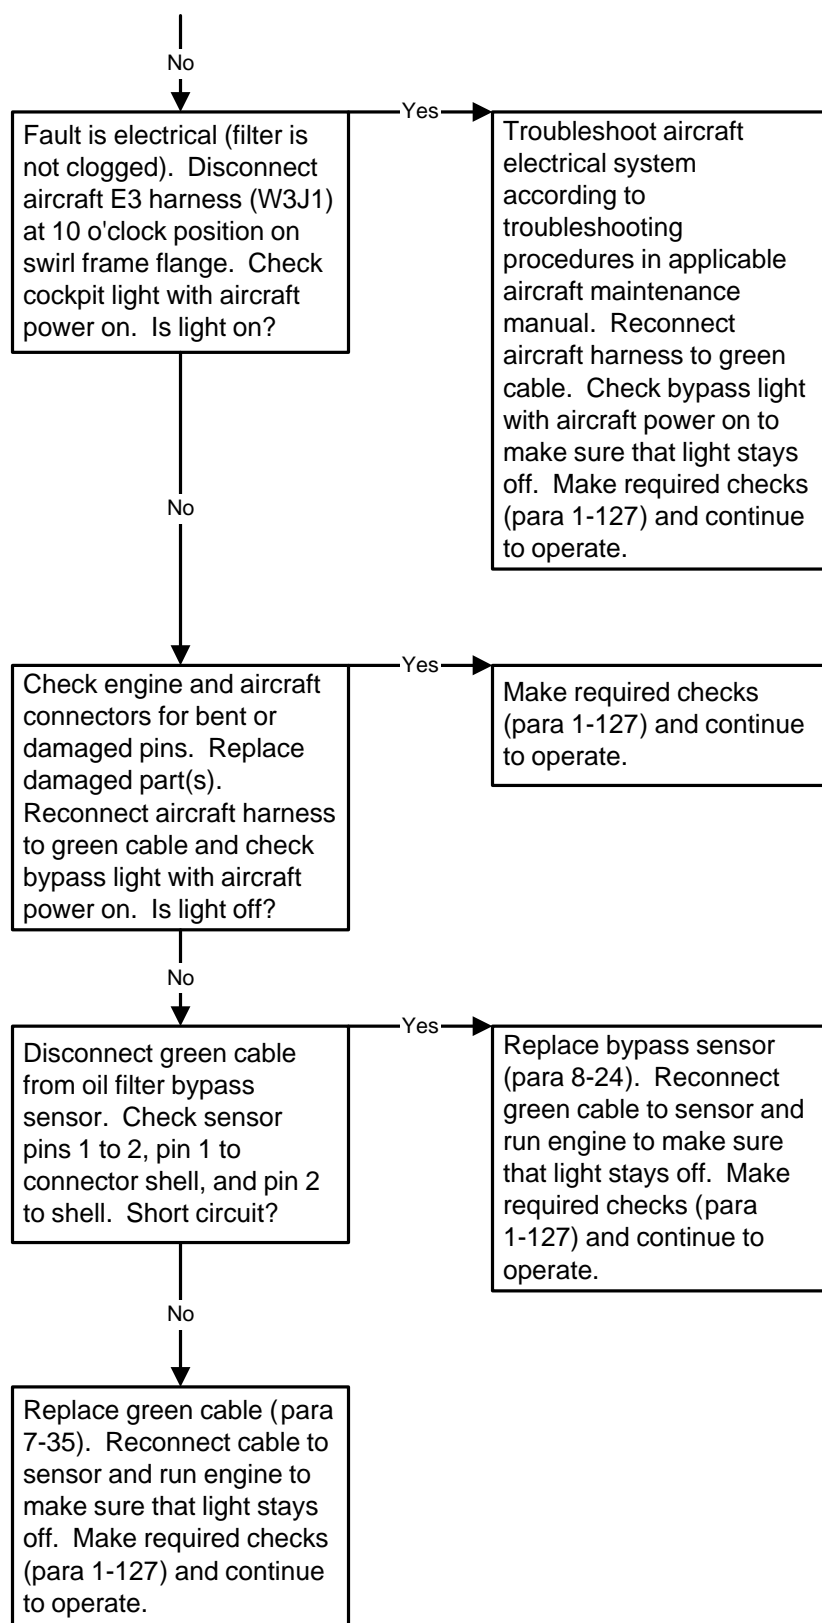 No
Fault is electrical (filter is
not clogged).  Disconnect
aircraft E3 harness (W3J1)
at 10 o'clock position on
swirl frame flange.  Check
cockpit light with aircraft
power on.  Is light on?
Yes
Troubleshoot aircraft
electrical system
according to
troubleshooting
procedures in applicable
aircraft maintenance
manual.  Reconnect
aircraft harness to green
cable.  Check bypass light
with aircraft power on to
make sure that light stays
off.  Make required checks
(para 1-127) and continue
to operate.
No
Check engine and aircraft
connectors for bent or
damaged pins.  Replace
damaged part(s).
Reconnect aircraft harness
to green cable and check
bypass light with aircraft
power on.  Is light off?
Yes
Make required checks
(para 1-127) and continue
to operate.
No
Disconnect green cable
from oil filter bypass
sensor.  Check sensor
pins 1 to 2, pin 1 to
connector shell, and pin 2
to shell.  Short circuit?
Yes
Replace bypass sensor
(para 8-24).  Reconnect
green cable to sensor and
run engine to make sure
that light stays off.  Make
required checks (para
1-127) and continue to
operate.
No
Replace green cable (para
7-35).  Reconnect cable to
sensor and run engine to
make sure that light stays
off.  Make required checks
(para 1-127) and continue
to operate.